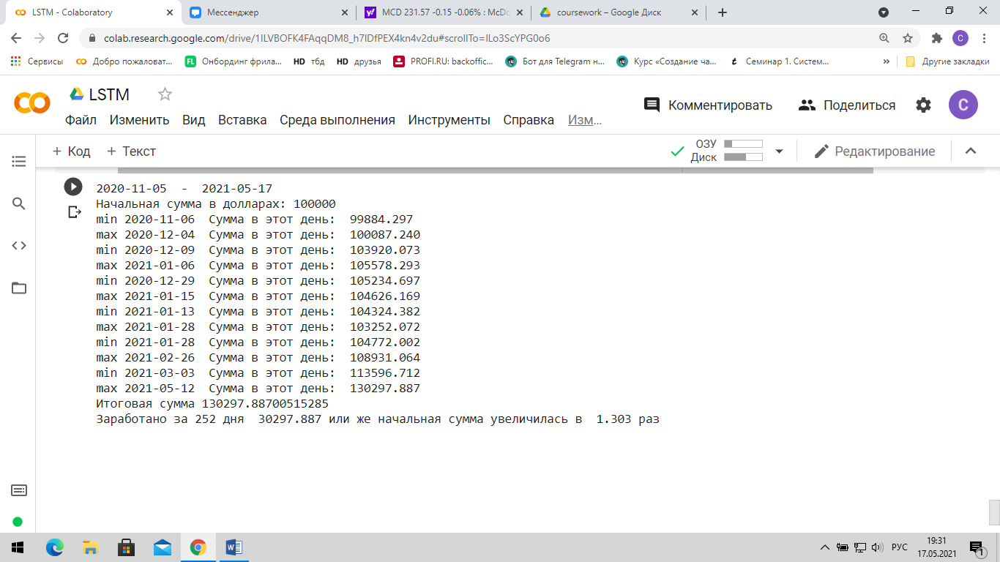 LSTM - Colaboratory
Мессенджер
MCD 231.57 -0.15 -0.06% : McDo
coursework – Google Диск
colab.research.google.com/drive/1ILVBOFK4FAqqDM8_h7IDfPEX4kn4v2du#scrollTo=ILo3ScYPG0o6
C
Сервисы
Добро пожаловат...
FL Онбординг фрила...
HD тбд
HD друзья
PROFI.RU: backoffic...
Бот для Telegram н...
Курс «Создание ча...
t Семинар 1. Систем...
»
Другие закладки
LSTM
Файл Изменить Вид Вставка Среда выполнения Инструменты Справка Изм...
Комментировать
Поделиться
C
+ Код + Текст
ОЗУ
Диск
Редактирование
2020-11-05 - 2021-05-17
Начальная сумма в долларах: 100000
min 2020-11-06 Сумма в этот день: 99884.297
max 2020-12-04 Сумма в этот день: 100087.240
min 2020-12-09 Сумма в этот день: 103920.073
max 2021-01-06 Сумма в этот день: 105578.293
min 2020-12-29 Сумма в этот день: 105234.697
max 2021-01-15 Сумма в этот день: 104626.169
min 2021-01-13 Сумма в этот день: 104324.382
max 2021-01-28 Сумма в этот день: 103252.072
min 2021-01-28 Сумма в этот день: 104772.002
max 2021-02-26 Сумма в этот день: 108931.064
min 2021-03-03 Сумма в этот день: 113596.712
max 2021-05-12 Сумма в этот день: 130297.887
Итоговая сумма 130297.88700515285
Заработано за 252 дня 30297.887 или же начальная сумма увеличилась в 1.303 раз
РУС
19:31
17.05.2021
1